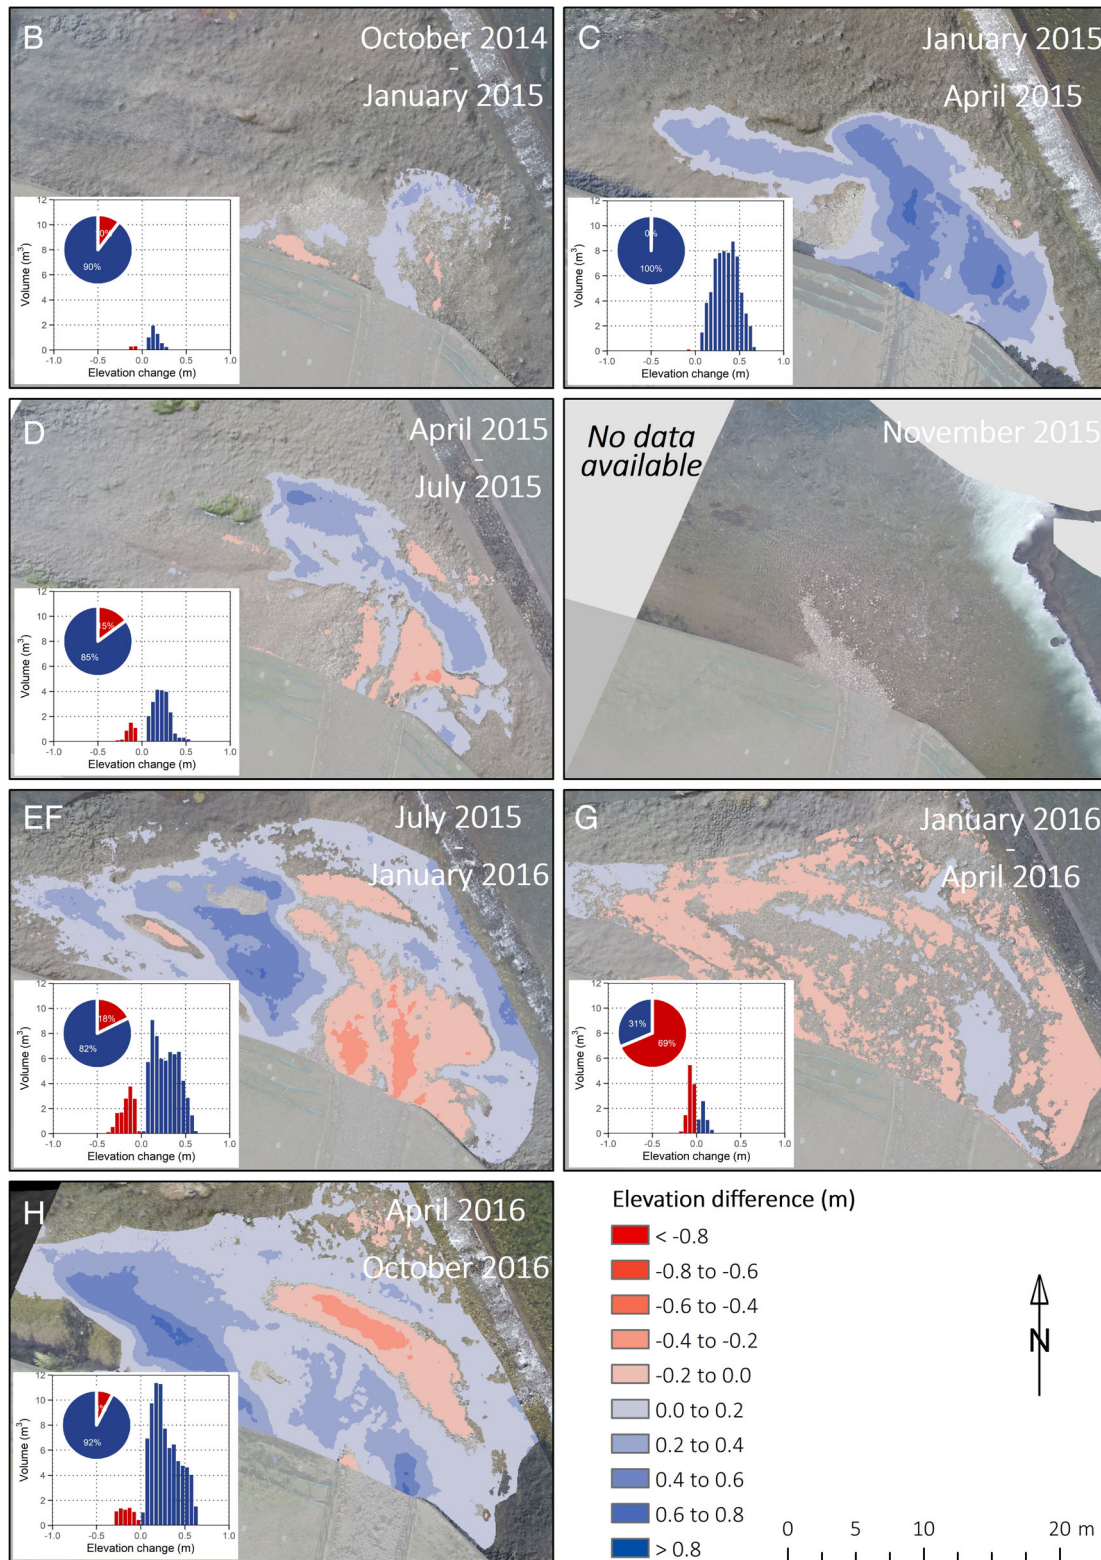 B
October 2014
-
January 2015
12
10
8
6
4
2
0
Volume (m³)
10%
90%
-1.0 -0.5 0.0 0.5 1.0
Elevation change (m)
C
January 2015
-
April 2015
12
10
8
6
4
2
0
Volume (m³)
0%
100%
-1.0 -0.5 0.0 0.5 1.0
Elevation change (m)
D
April 2015
-
July 2015
12
10
8
6
4
2
0
Volume (m³)
15%
85%
-1.0 -0.5 0.0 0.5 1.0
Elevation change (m)
No data
available
November 2015
EF
July 2015
-
January 2016
12
10
8
6
4
2
0
Volume (m³)
18%
82%
-1.0 -0.5 0.0 0.5 1.0
Elevation change (m)
G
January 2016
-
April 2016
12
10
8
6
4
2
0
Volume (m³)
31%
69%
-1.0 -0.5 0.0 0.5 1.0
Elevation change (m)
H
April 2016
-
October 2016
12
10
8
6
4
2
0
Volume (m³)
92%
-1.0 -0.5 0.0 0.5 1.0
Elevation change (m)
Elevation difference (m)
< -0.8
-0.8 to -0.6
-0.6 to -0.4
-0.4 to -0.2
-0.2 to 0.0
0.0 to 0.2
0.2 to 0.4
0.4 to 0.6
0.6 to 0.8
> 0.8
N
0 5 10 20 m